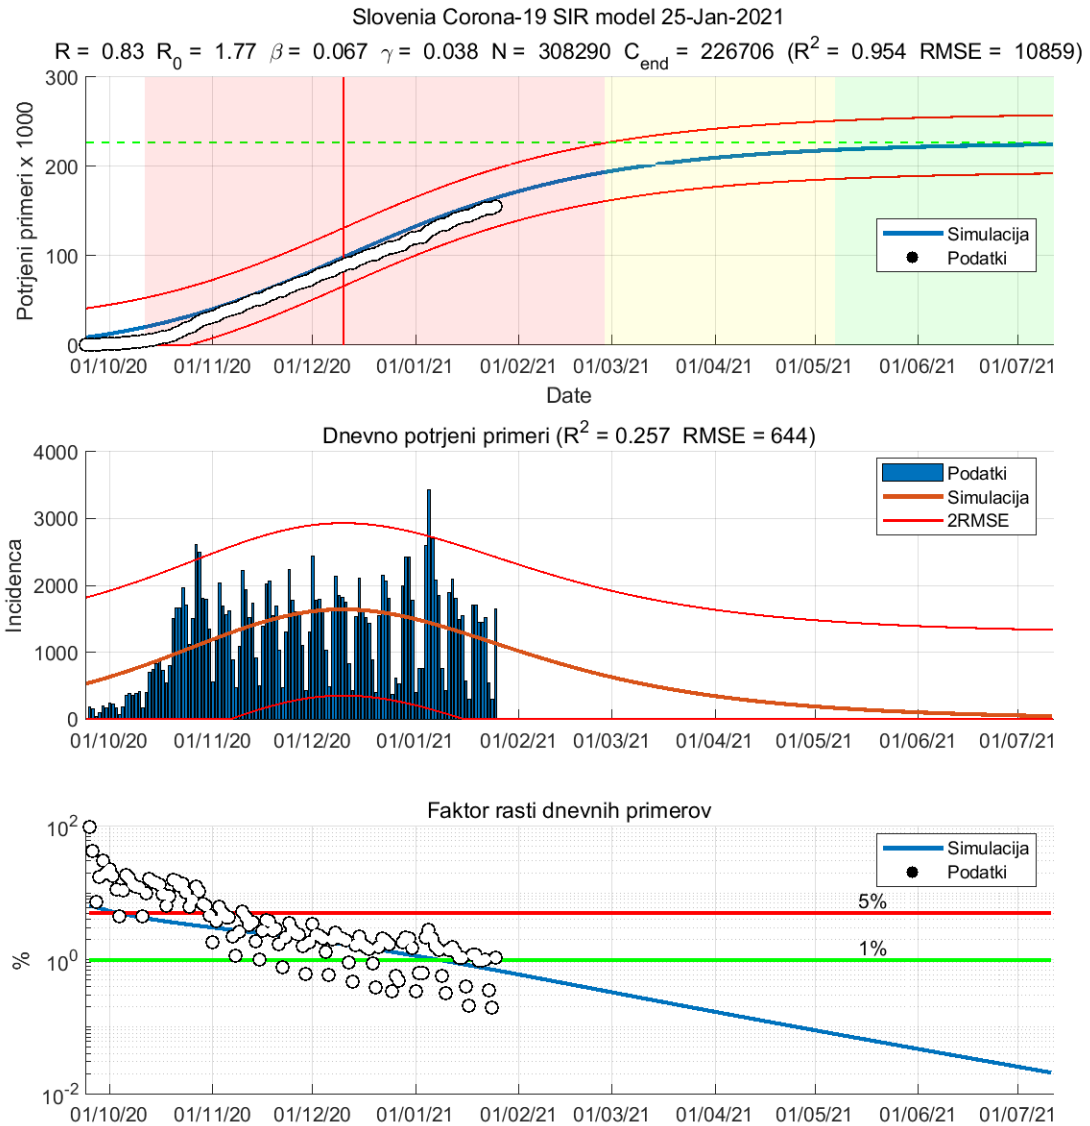 Slovenia Corona-19 SIR model 25-Jan-2021
R = 0.83 R0 = 1.77 β = 0.067 γ = 0.038 N = 308290 Cend = 226706 (R2 = 0.954 RMSE = 10859)
Potrjeni primeri x 1000
300
200
100
0
Simulacija
Podatki
01/10/20 01/11/20 01/12/20 01/01/21 01/02/21 01/03/21 01/04/21 01/05/21 01/06/21 01/07/21
Date
Dnevno potrjeni primeri (R2 = 0.257 RMSE = 644)
Incidenca
4000
3000
2000
1000
0
Podatki
Simulacija
2RMSE
01/10/20 01/11/20 01/12/20 01/01/21 01/02/21 01/03/21 01/04/21 01/05/21 01/06/21 01/07/21
Faktor rasti dnevnih primerov
%
10^2
10^0
10^-2
Simulacija
Podatki
5%
1%
01/10/20 01/11/20 01/12/20 01/01/21 01/02/21 01/03/21 01/04/21 01/05/21 01/06/21 01/07/21